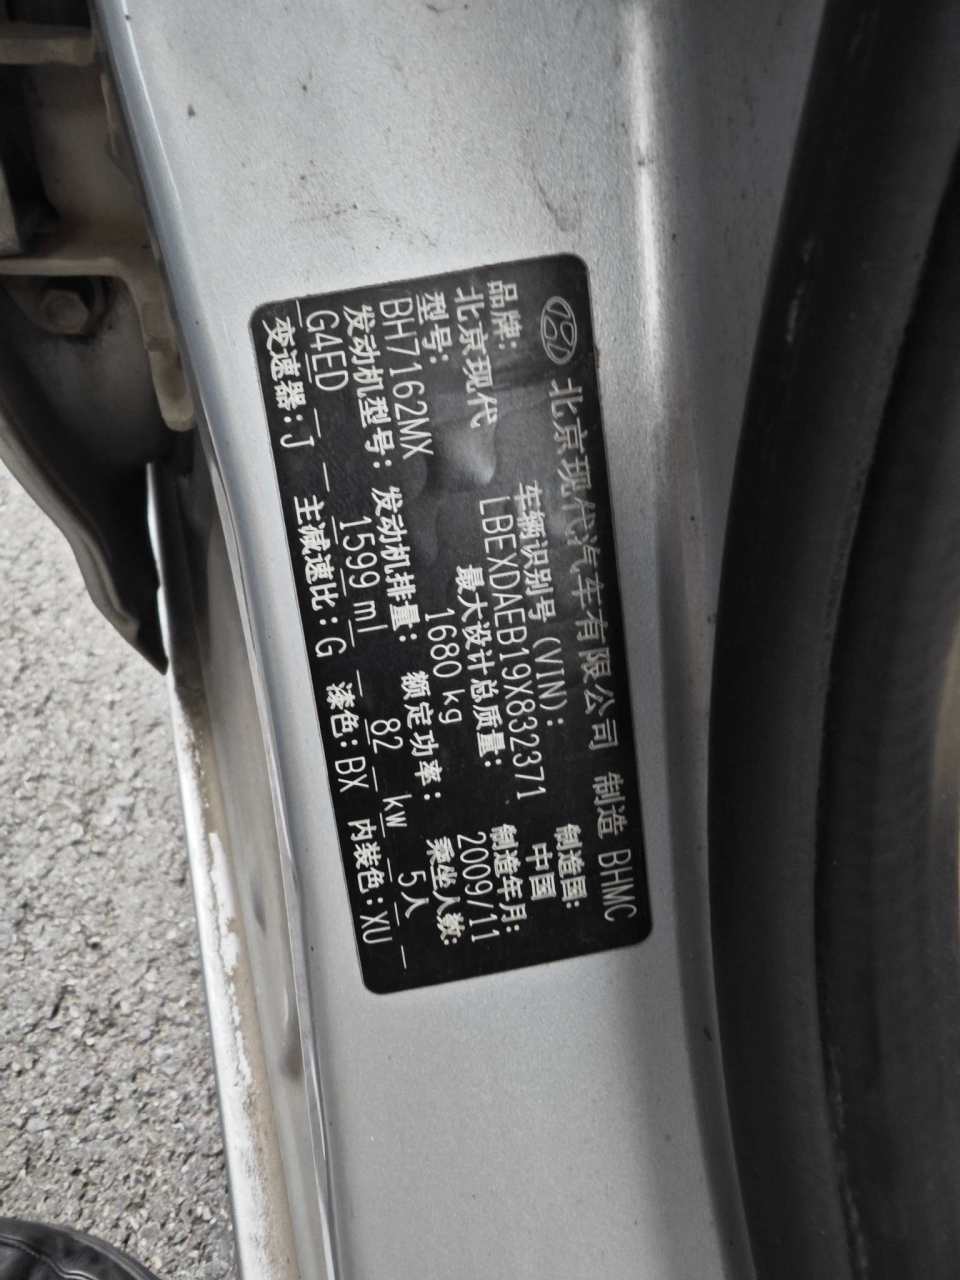 北京现代汽车有限公司 制造 BHMC
品牌: 车辆识别号(VIN): 制造国:
北京现代 LBEXDAEB19X832371 中国
型号: 最大设计总质量: 制造年月:
BH7162MX 1680 kg 2009/11
发动机型号: 发动机排量: 额定功率: 乘坐人数:
G4ED 1599 ml 82 kw 5人
变速器: J 主减速比: G 漆色: BX 内装色: XU